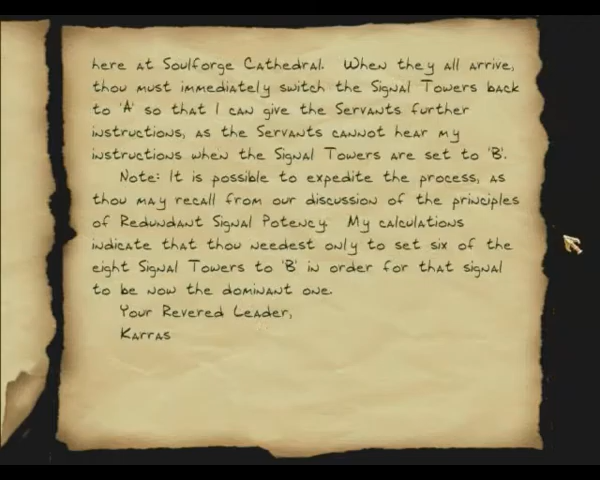 here at Soulforge Cathedral. When they all arrive,
thou must immediately switch the Signal Towers back
to 'A' so that I can give the Servants further
instructions, as the Servants cannot hear my
instructions when the Signal Towers are set to 'B'.
Note: It is possible to expedite the process, as
thou may recall from our discussion of the principles
of Redundant Signal Potency. My calculations
indicate that thou needest only to set six of the
eight Signal Towers to 'B' in order for that signal
to be now the dominant one.
Your Revered Leader,
Karras